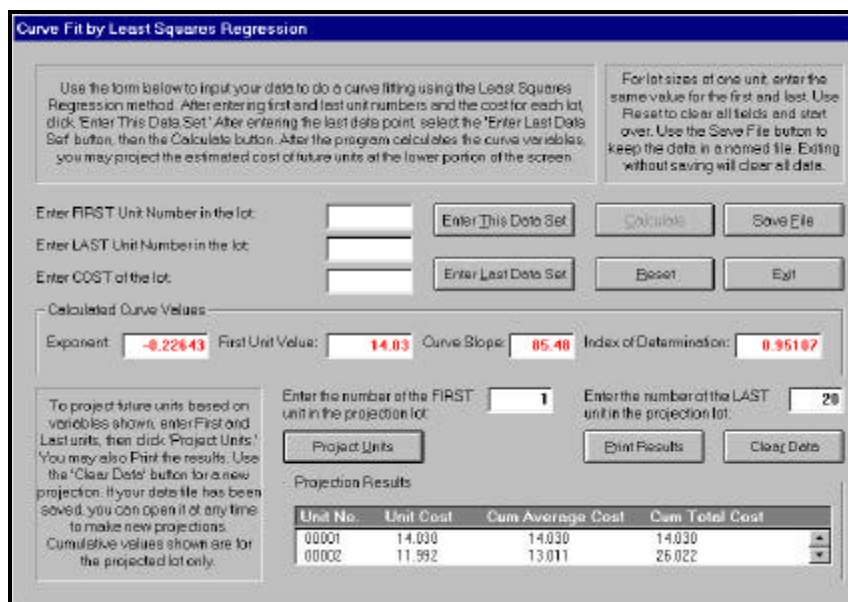 Curve Fit by Least Squares Regression
Use the form below to input your data to do a curve fitting using the Least Squares
Regression method. After entering first and last unit numbers and the cost for each lot,
click 'Enter This Data Set.' After entering the last data point, select the 'Enter Last Data
Set' button, then the Calculate button. After the program calculates the curve variables,
you may project the estimated cost of future units at the lower portion of the screen.
For lot sizes of one unit, enter the
same value for the first and last. Use
Reset to clear all fields and start
over. Use the Save File button to
keep the data in a named file. Exiting
without saving will clear all data.
Enter FIRST Unit Number in the lot:
Enter This Data Set
Calculate
Save File
Enter LAST Unit Number in the lot:
Enter COST of the lot:
Enter Last Data Set
Reset
Exit
Calculated Curve Values
Exponent: -0.22643 First Unit Value: 14.03 Curve Slope: 85.48 Index of Determination: 0.95107
To project future units based on
variables shown, enter First and
Last units, then click 'Project Units.'
You may also Print the results. Use
the 'Clear Data' button for a new
projection. If your data file has been
saved, you can open it at any time
to make new projections.
Cumulative values shown are for
the projected lot only.
Enter the number of the FIRST
unit in the projection lot:
1
Enter the number of the LAST
unit in the projection lot:
20
Project Units
Print Results
Clear Data
Projection Results
Unit No. Unit Cost Cum Average Cost Cum Total Cost
00001 14.030 14.030 14.030
00002 11.992 13.011 26.022